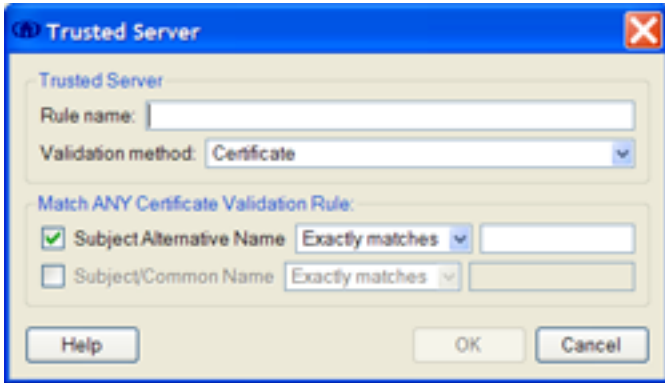 Trusted Server
Trusted Server
Rule name:
Validation method: Certificate
Match ANY Certificate Validation Rule:
Subject Alternative Name Exactly matches
Subject/Common Name Exactly matches
Help OK Cancel